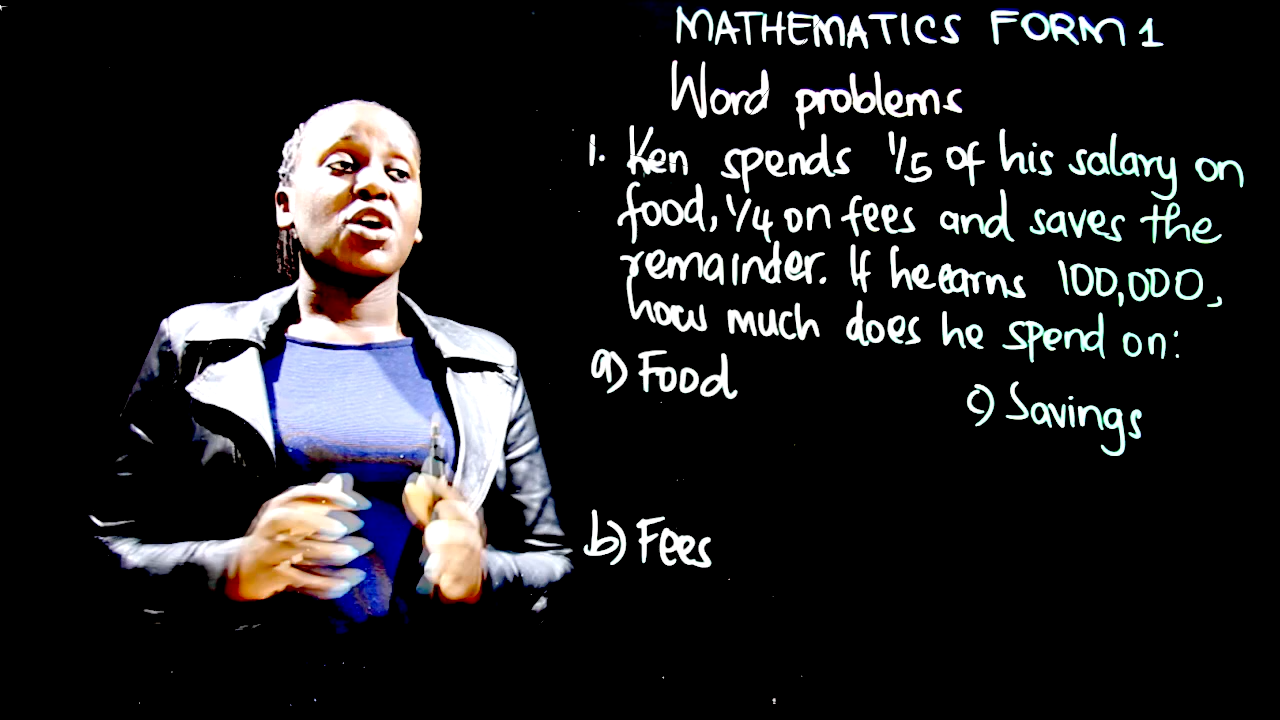 MATHEMATICS FORM 1
Word problems
1. Ken spends 1/5 of his salary on
food, 1/4 on fees and saves the
remainder. If he earns 100,000,
how much does he spend on:
a) Food
c) Savings
b) Fees